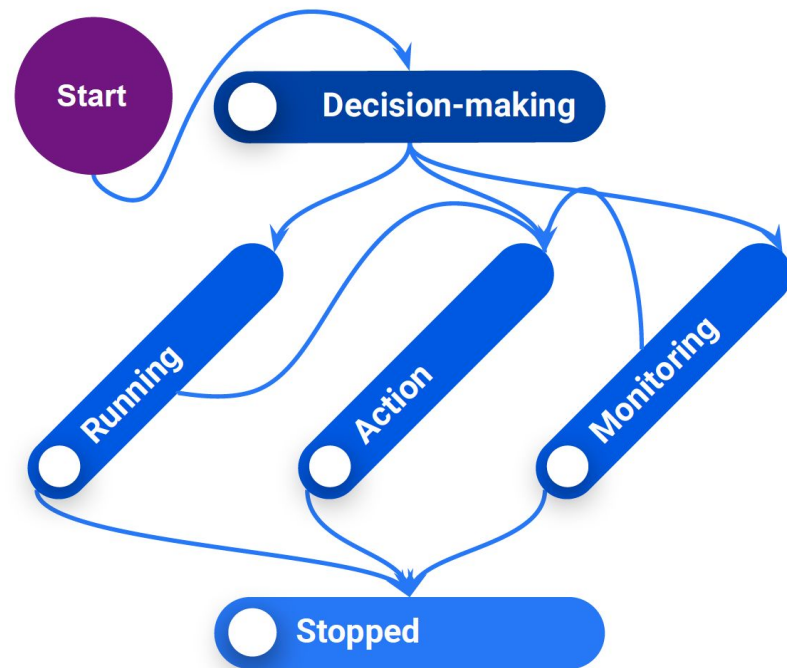 Start
Decision-making
Running
Action
Monitoring
Stopped